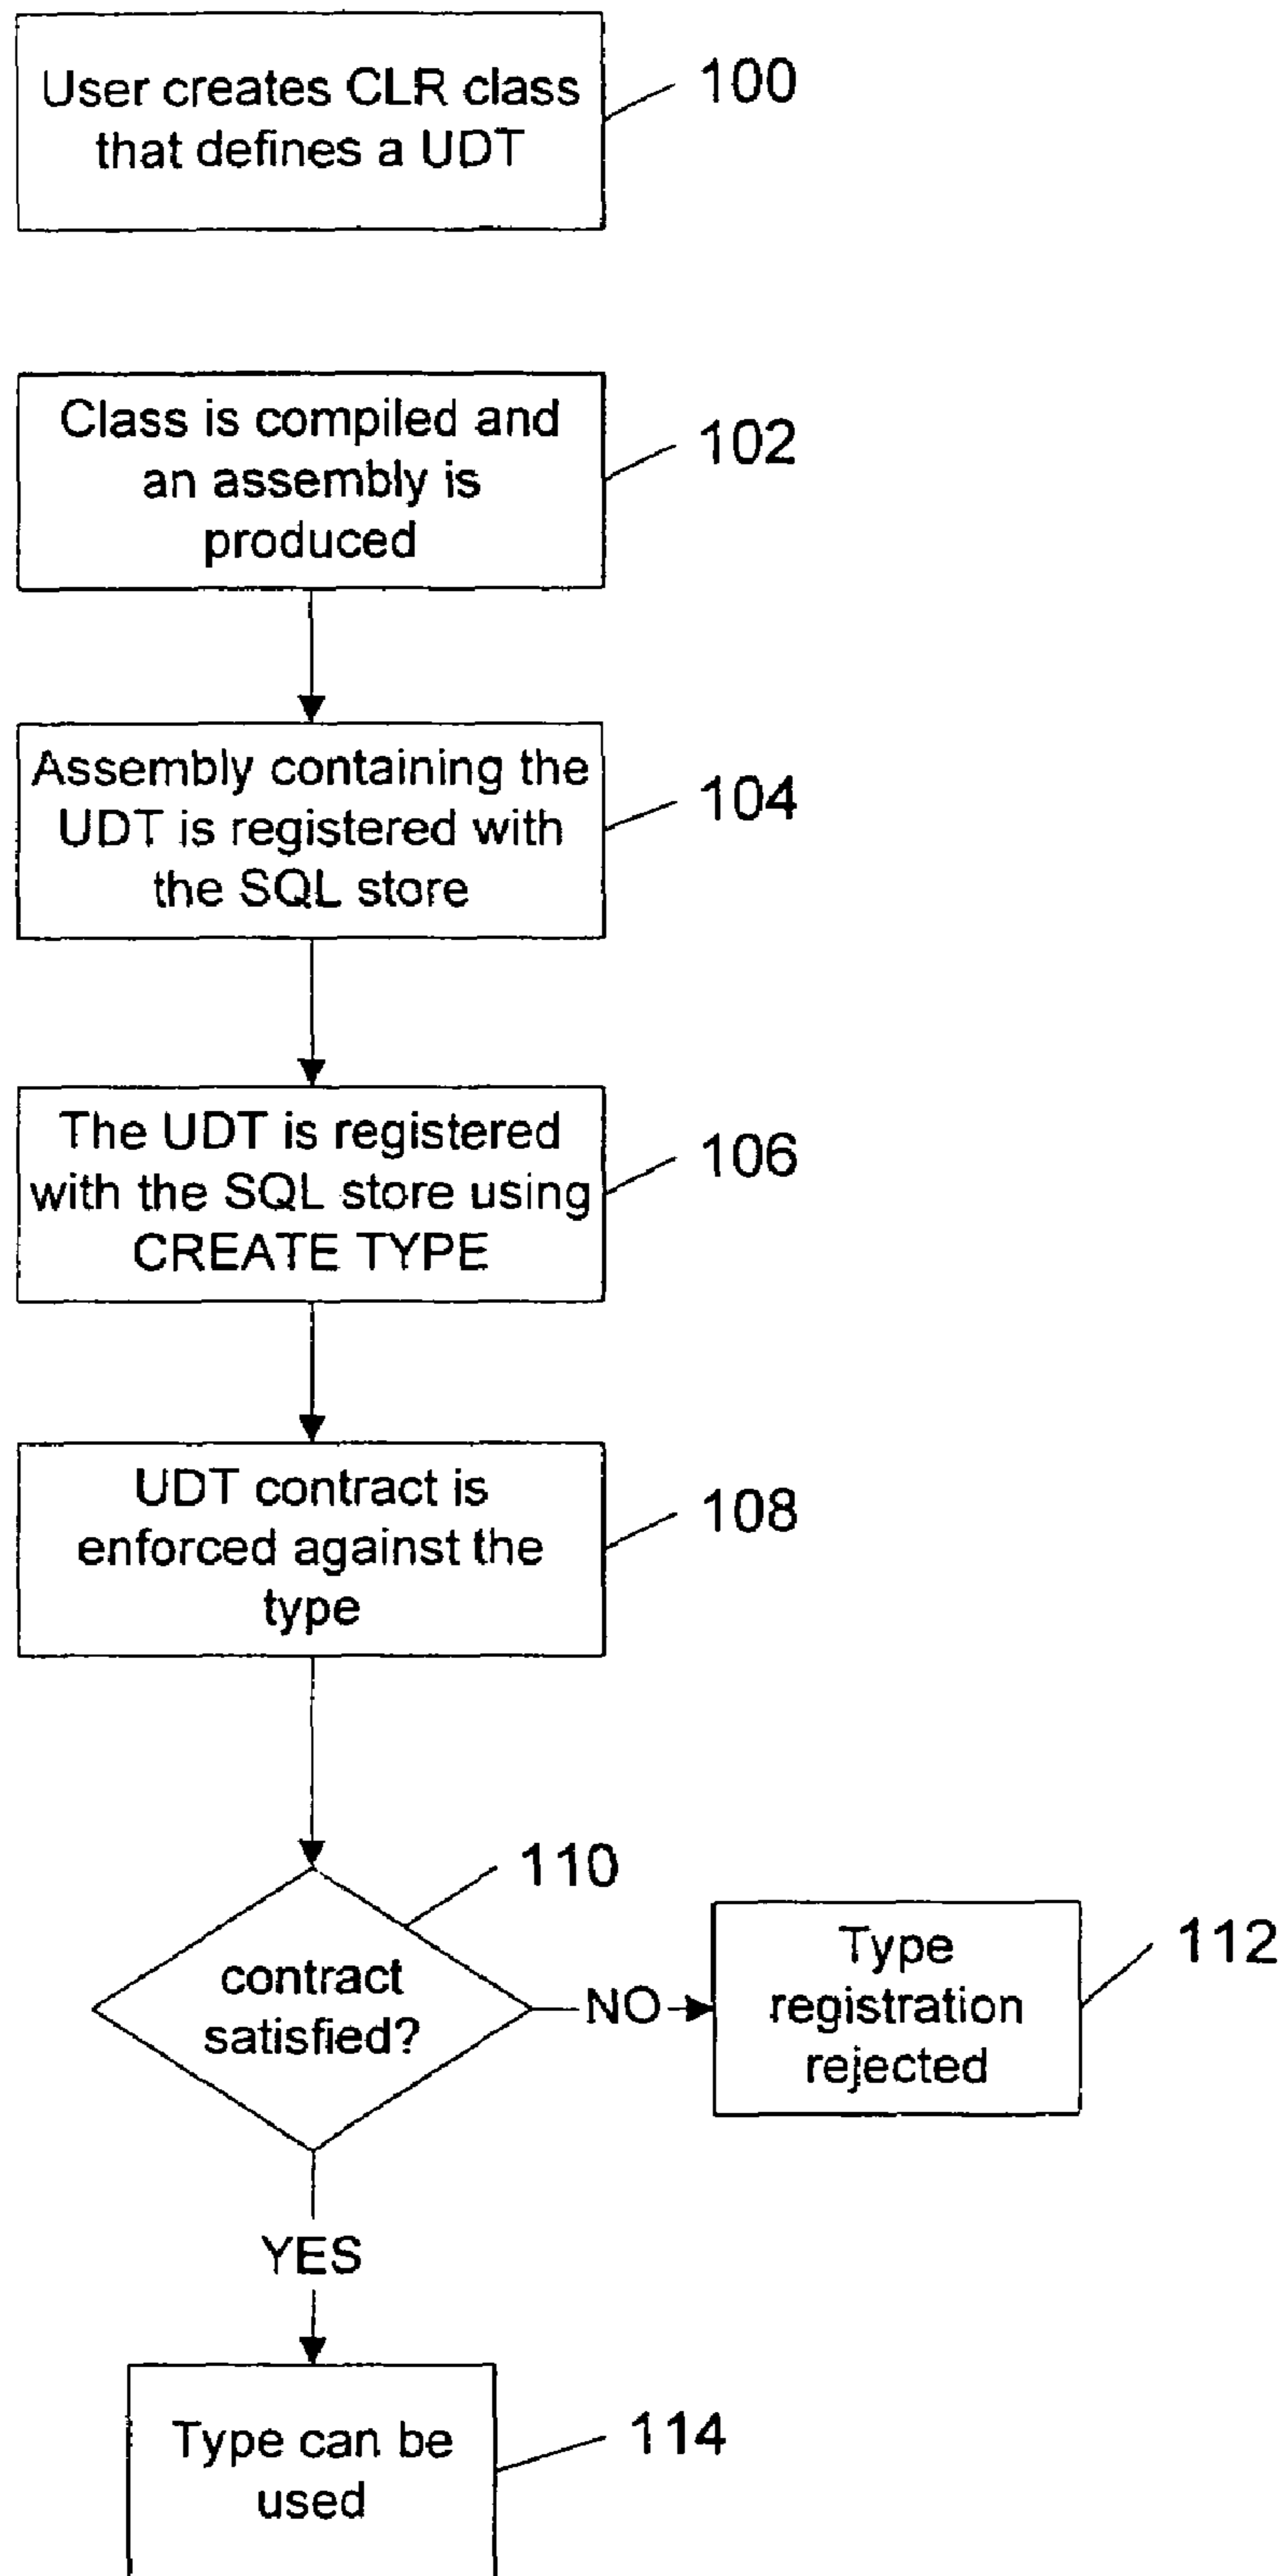 User creates CLR class
that defines a UDT
100
Class is compiled and
an assembly is
produced
102
Assembly containing the
UDT is registered with
the SQL store
104
The UDT is registered
with the SQL store using
CREATE TYPE
106
UDT contract is
enforced against the
type
108
110
contract
satisfied?
NO
Type
registration
rejected
112
YES
Type can be
used
114